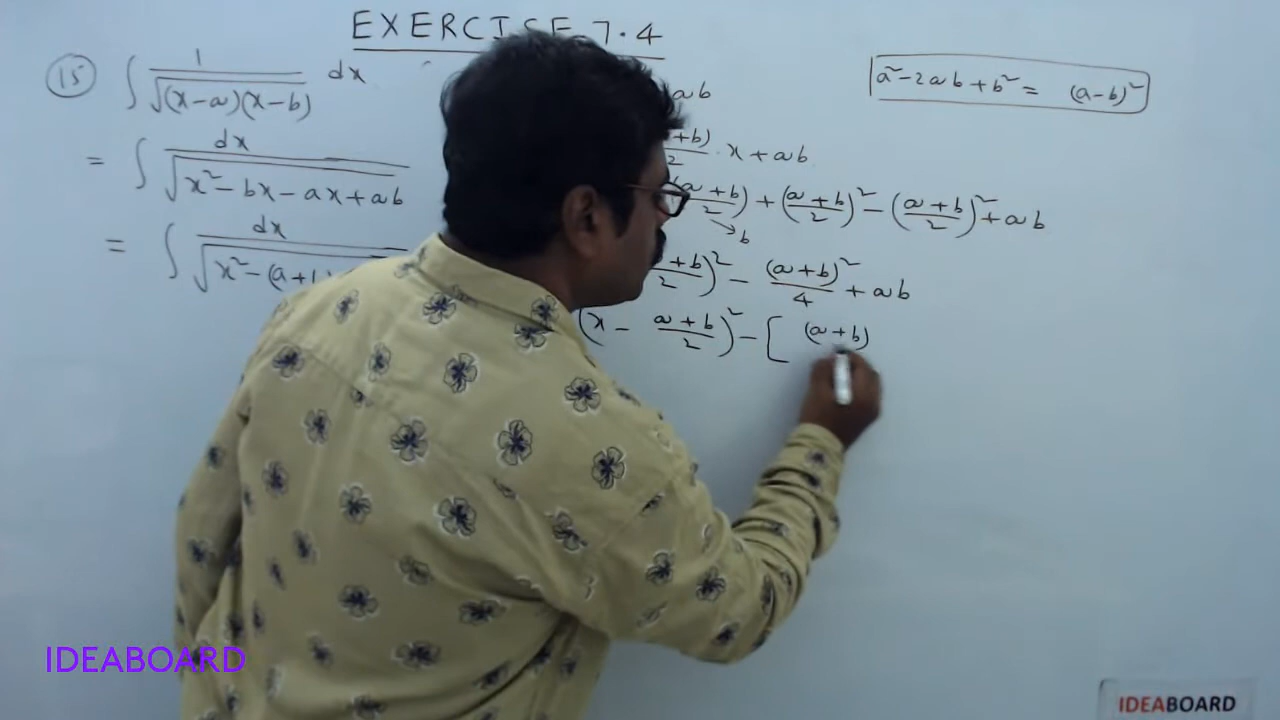 EXERCISE 7.4
(15) ∫ 1/√((x-a)(x-b)) dx
a² - 2ab + b² = (a-b)²
ab
= ∫ dx/√(x² - bx - ax + ab)
+b)/2 . x + ab
(a+b/2) + (a+b/2)² - (a+b/2)² + ab
b
= ∫ dx/√(x² - (a+
+b/2)² - (a+b)²/4 + ab
(x - a+b/2)² - [ (a+b)
IDEABOARD
IDEABOARD